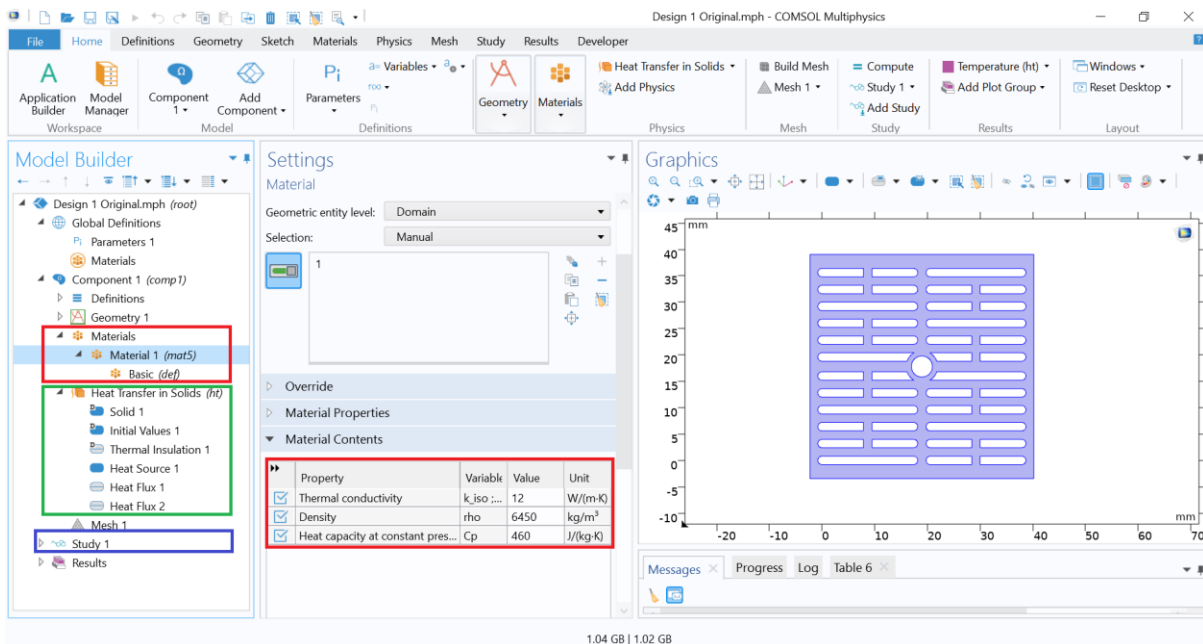 Design 1 Original.mph - COMSOL Multiphysics
File Home Definitions Geometry Sketch Materials Physics Mesh Study Results Developer
Application Builder
Model Manager
Workspace
Component 1
Add Component
Model
Pi
Parameters
a= Variables
Pi
Definitions
Geometry
Materials
Heat Transfer in Solids
Add Physics
Physics
Build Mesh
Mesh 1
Mesh
= Compute
Study 1
Add Study
Study
Temperature (ht)
Add Plot Group
Results
Windows
Reset Desktop
Layout
Model Builder
Design 1 Original.mph (root)
Global Definitions
Pi Parameters 1
Materials
Component 1 (comp1)
Definitions
Geometry 1
Materials
Material 1 (mat5)
Basic (def)
Heat Transfer in Solids (ht)
Solid 1
Initial Values 1
Thermal Insulation 1
Heat Source 1
Heat Flux 1
Heat Flux 2
Mesh 1
Study 1
Results
Settings
Material
Geometric entity level: Domain
Selection: Manual
1
Override
Material Properties
Material Contents
Property Variable Value Unit
Thermal conductivity k_iso ;... 12 W/(m·K)
Density rho 6450 kg/m³
Heat capacity at constant pres... Cp 460 J/(kg·K)
Graphics
mm
45
40
35
30
25
20
15
10
5
0
-5
-10
mm
-20 -10 0 10 20 30 40 50 60 70
Messages Progress Log Table 6
1.04 GB | 1.02 GB